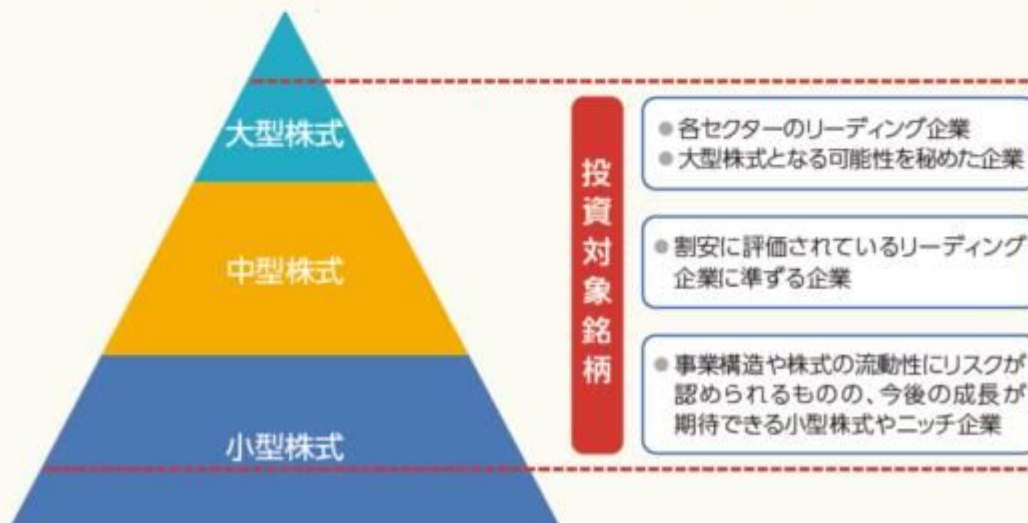 大型株式
中型株式
小型株式
投資対象銘柄
●各セクターのリーディング企業
●大型株式となる可能性を秘めた企業
●割安に評価されているリーディング
企業に準ずる企業
●事業構造や株式の流動性にリスクが
認められるものの、今後の成長が
期待できる小型株式やニッチ企業